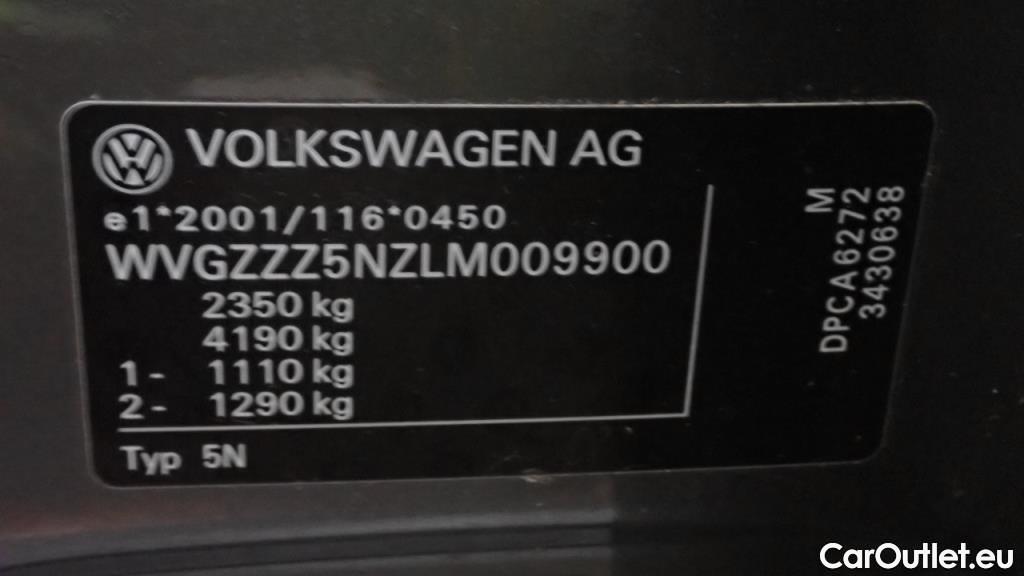 VOLKSWAGEN AG
e1*2001/116*0450
WVGZZZ5NZLM009900
2350 kg
4190 kg
1 - 1110 kg
2 - 1290 kg
Typ 5N
M
DPCA6272
3430638
CarOutlet.eu